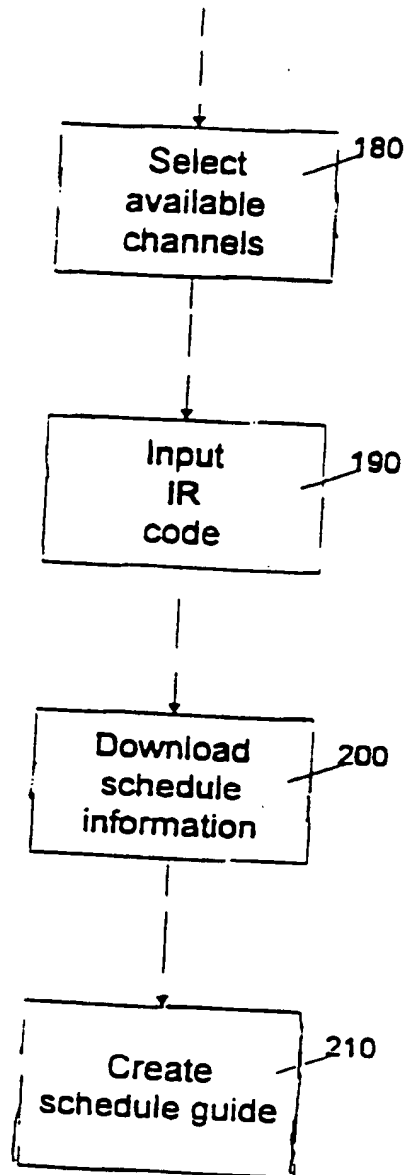 180
Select
available
channels
190
Input
IR
code
200
Download
schedule
information
210
Create
schedule guide